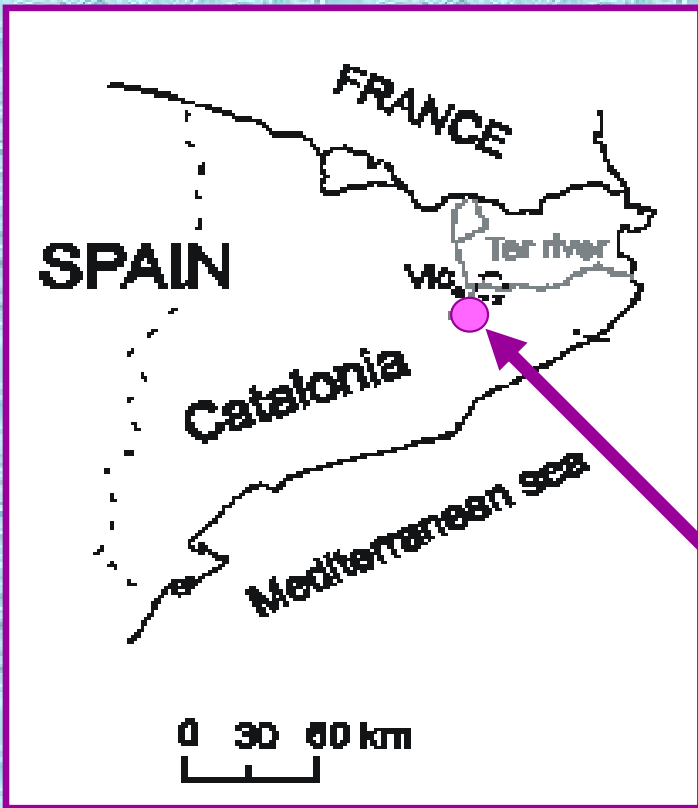 FRANCE
SPAIN
Ter river
Vic
Catalonia
Mediterranean sea
0 30 60 km